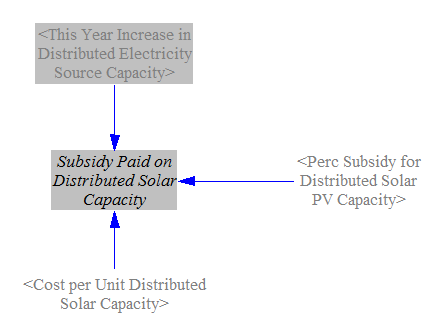 <This Year Increase in
Distributed Electricity
Source Capacity>
Subsidy Paid on
Distributed Solar
Capacity
<Perc Subsidy for
Distributed Solar
PV Capacity>
<Cost per Unit Distributed
Solar Capacity>